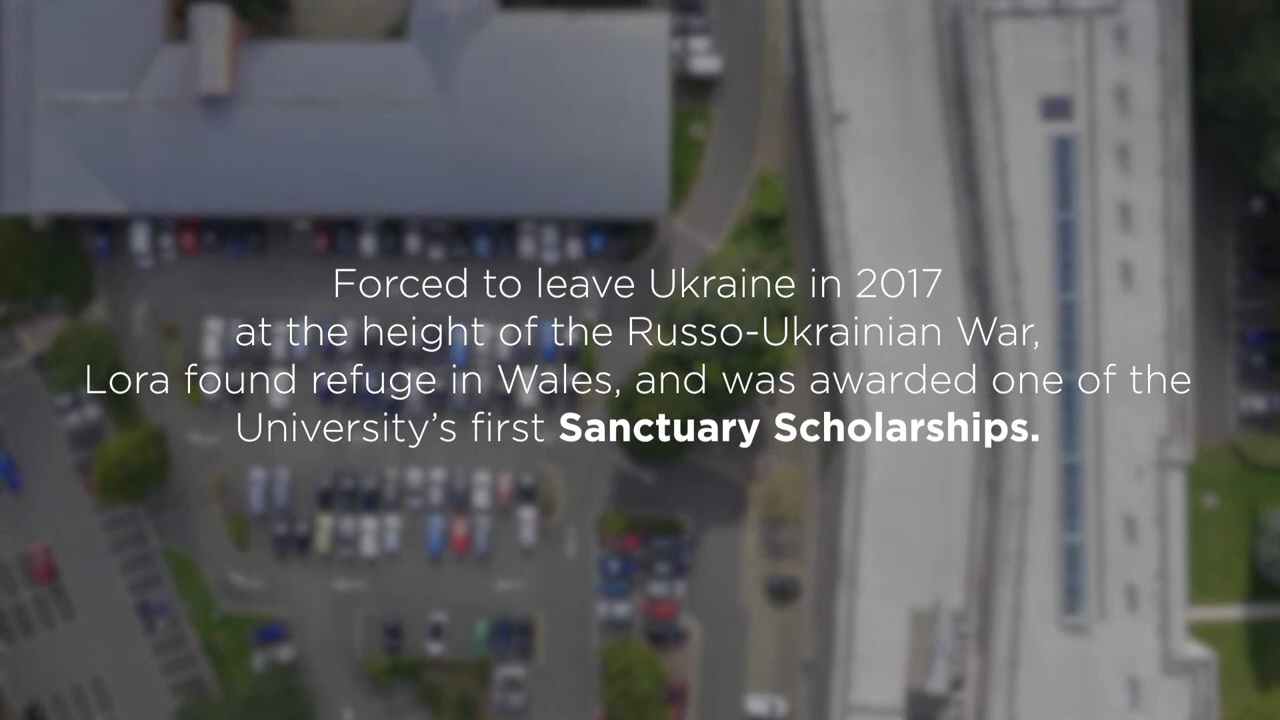 Forced to leave Ukraine in 2017
at the height of the Russo-Ukrainian War,
Lora found refuge in Wales, and was awarded one of the
University’s first Sanctuary Scholarships.